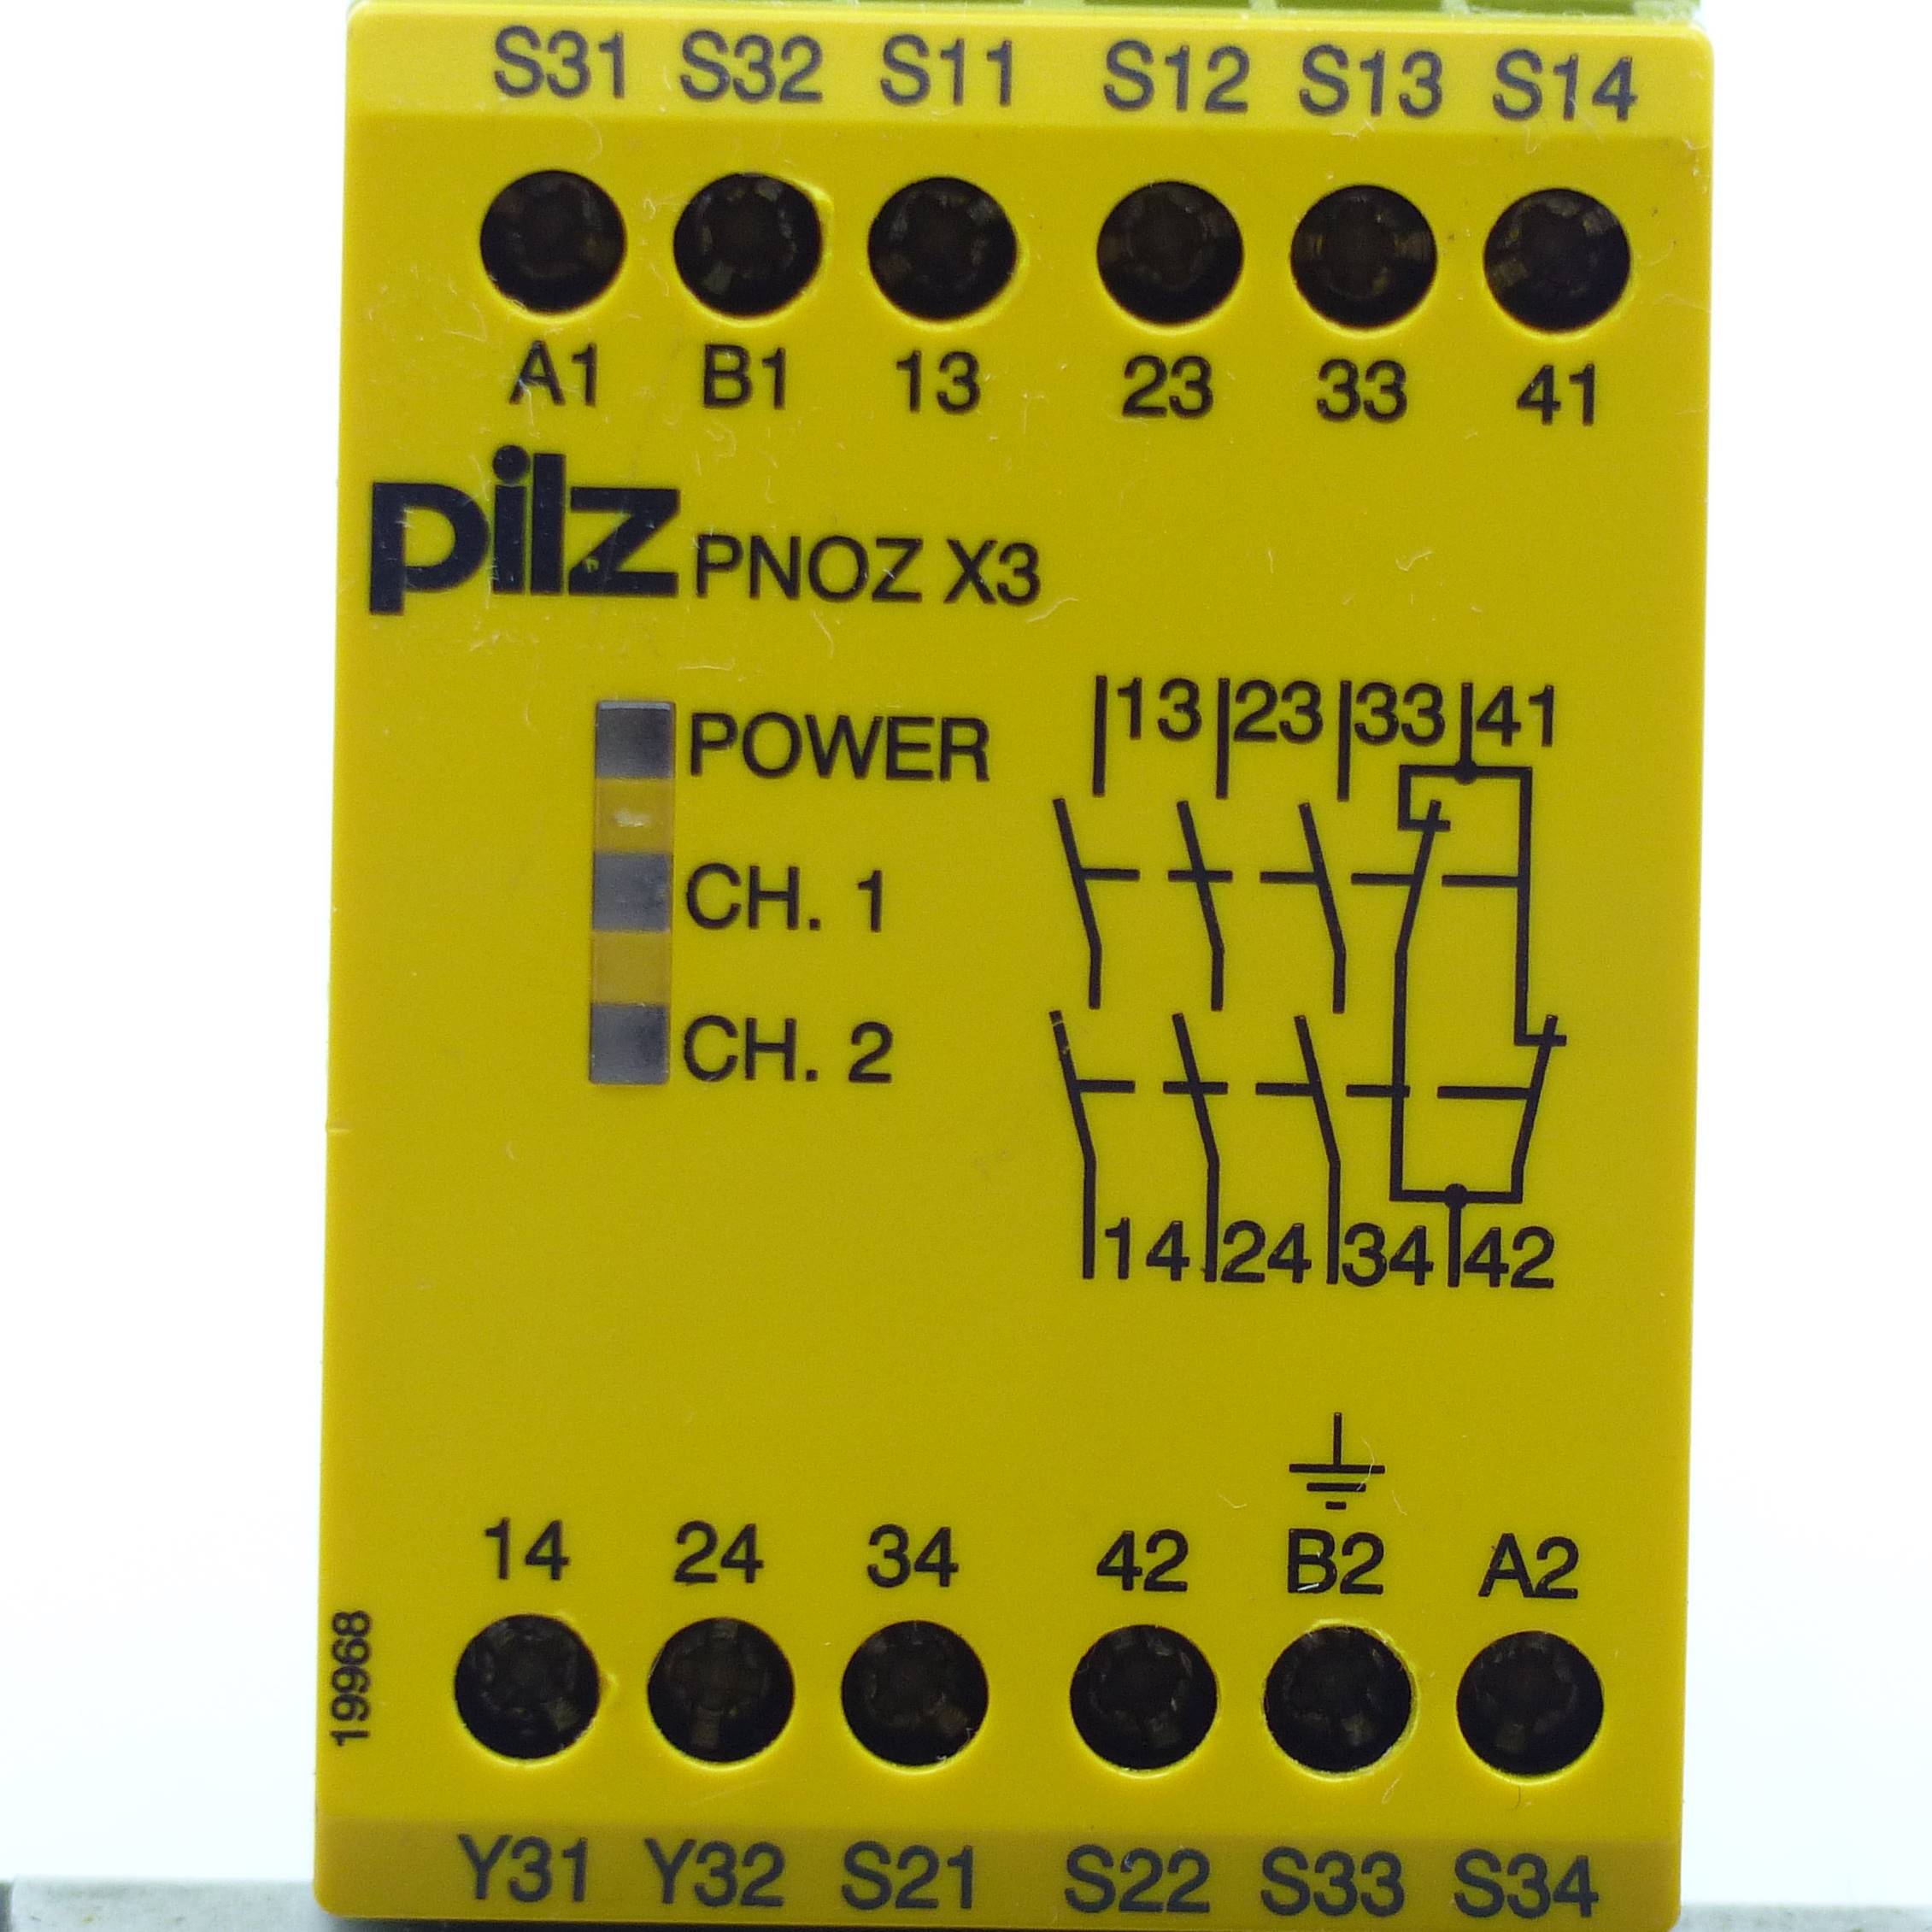 S31 S32 S11 S12 S13 S14
A1 B1 13 23 33 41
pilz PNOZ X3
13 23 33 41
POWER
CH. 1
CH. 2
14 24 34 42
14 24 34 42 B2 A2
19968
Y31 Y32 S21 S22 S33 S34